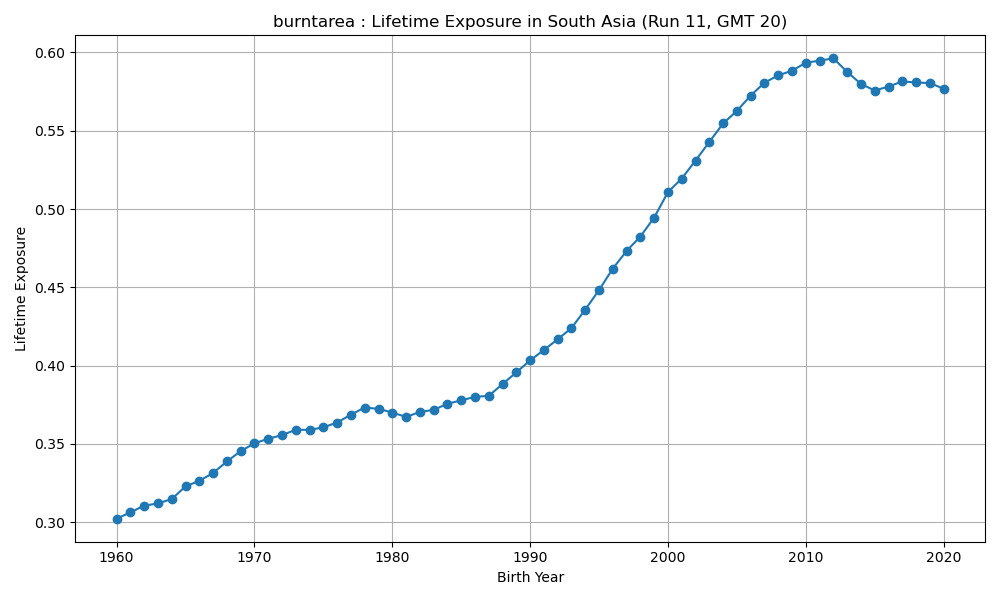 burntarea : Lifetime Exposure in South Asia (Run 11, GMT 20)
0.60
0.55
0.50
0.45
0.40
0.35
0.30
Lifetime Exposure
1960 1970 1980 1990 2000 2010 2020
Birth Year